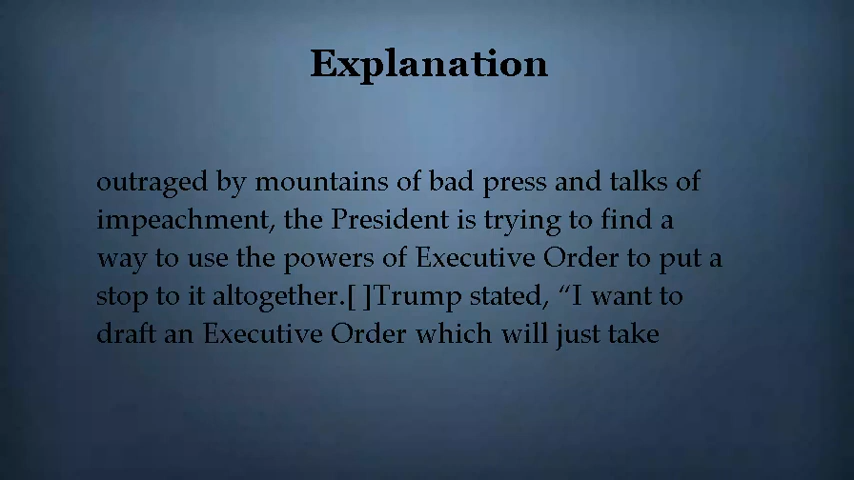 Explanation
outraged by mountains of bad press and talks of
impeachment, the President is trying to find a
way to use the powers of Executive Order to put a
stop to it altogether.[ ]Trump stated, “I want to
draft an Executive Order which will just take